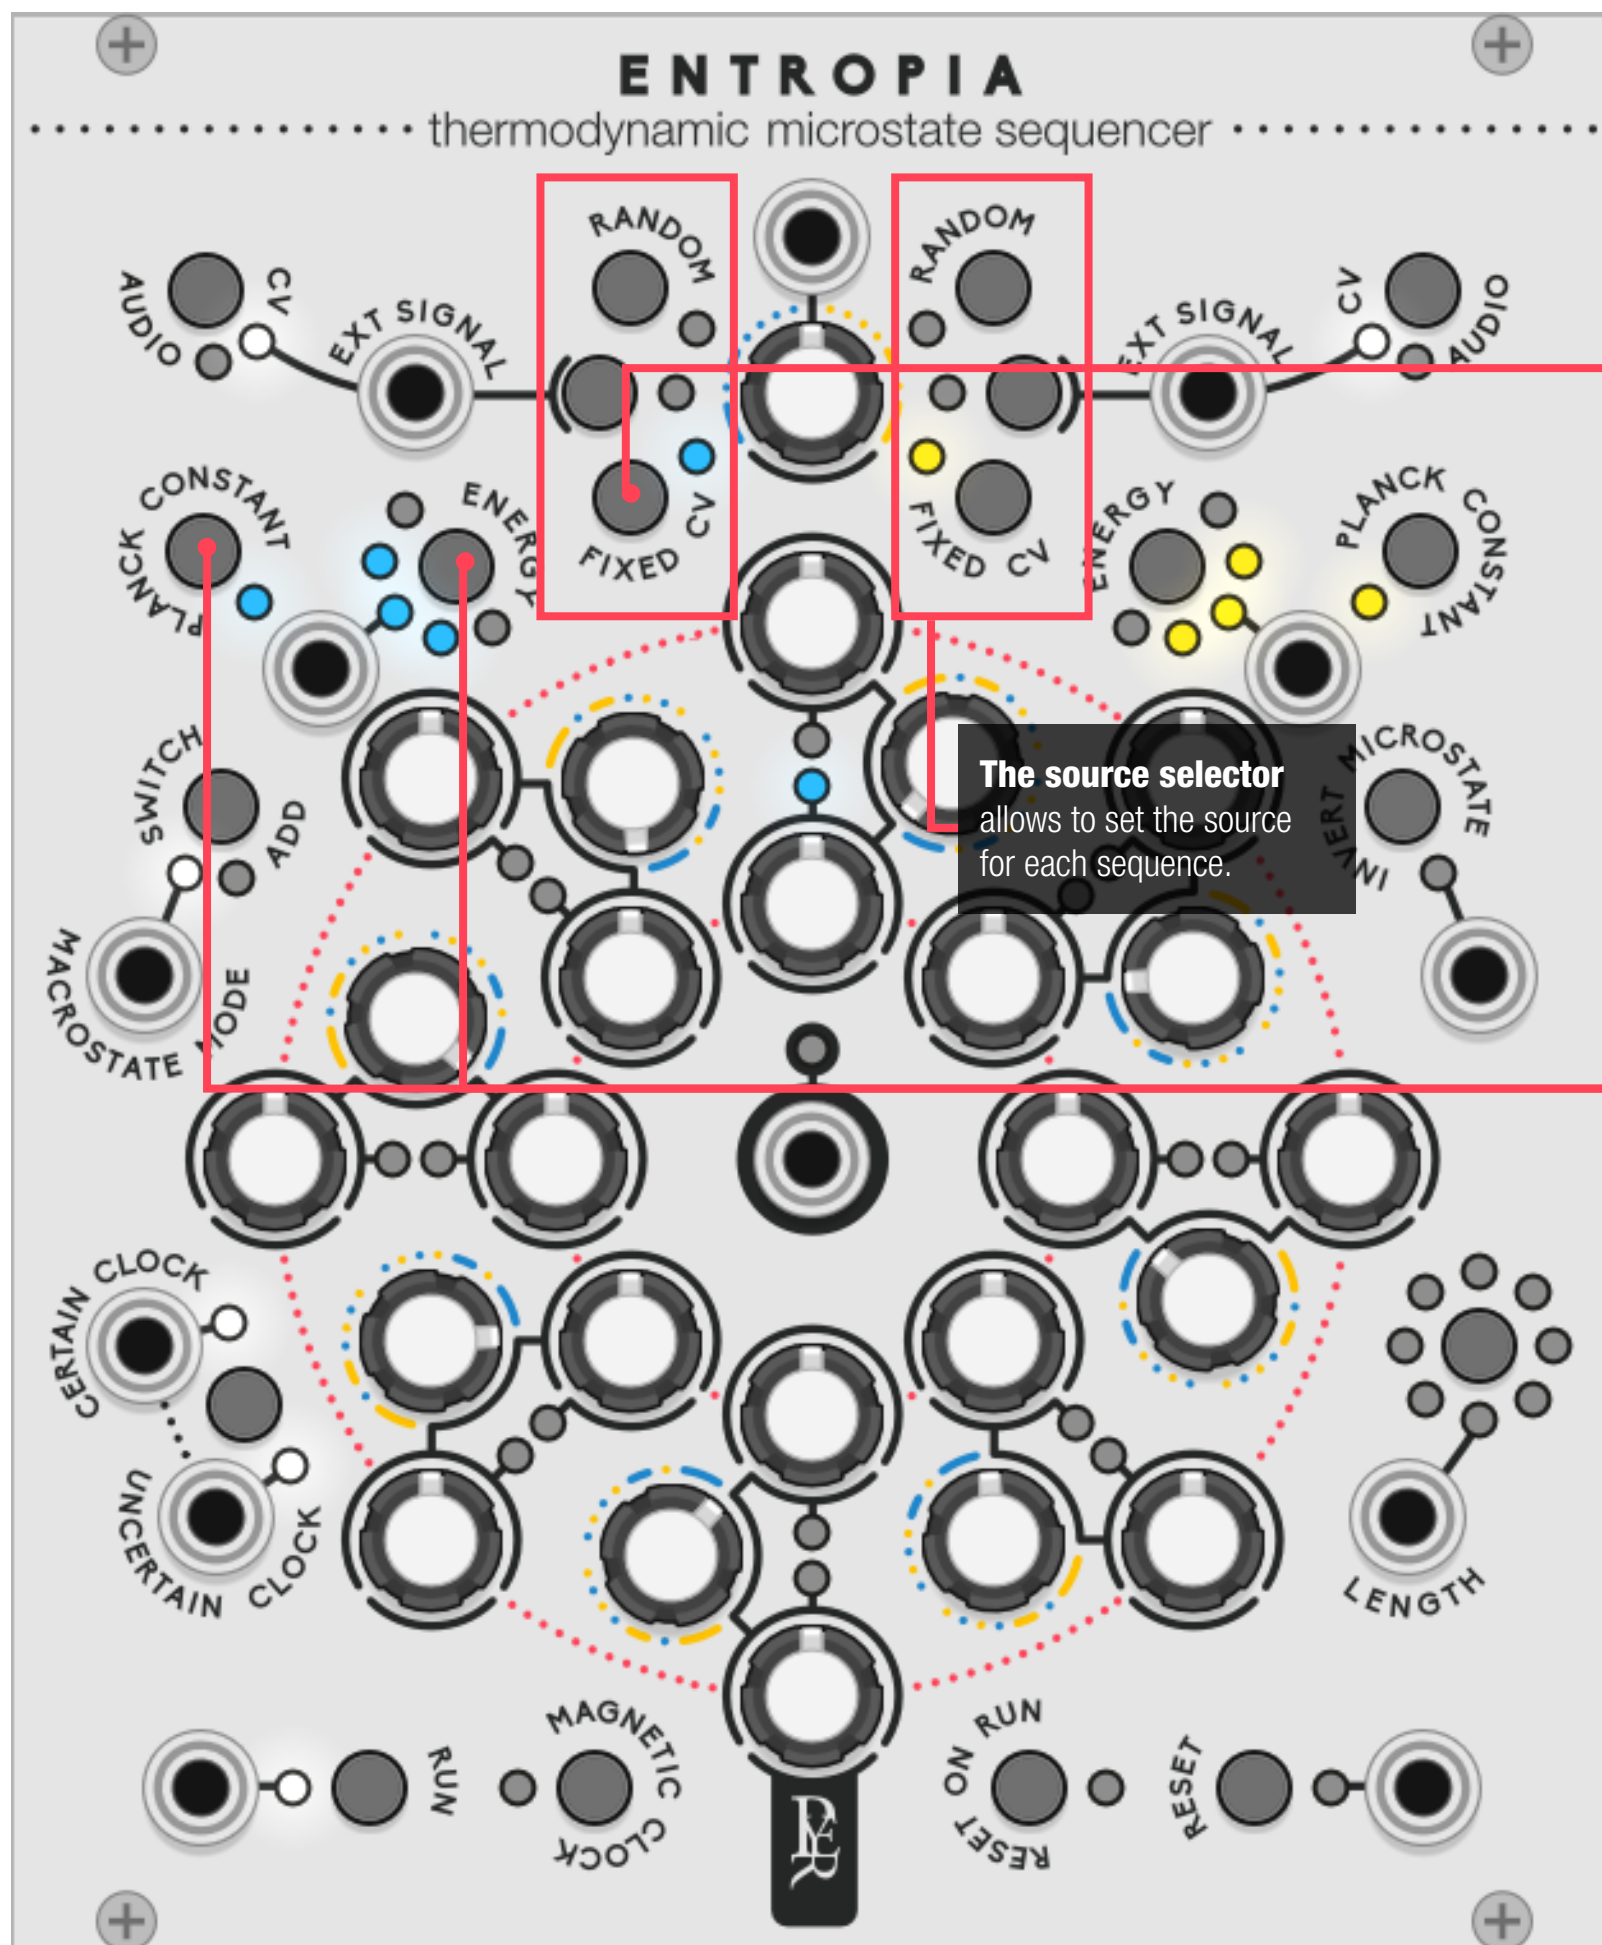 ENTROPIA
thermodynamic microstate sequencer
RANDOM
RANDOM
AUDIO
CV
EXT SIGNAL
EXT SIGNAL
CV
AUDIO
PLANCK CONSTANT
ENERGY
FIXED CV
FIXED CV
ENERGY
PLANCK CONSTANT
SWITCH
ADD
MACROSTATE MODE
The source selector
allows to set the source
for each sequence.
INVERT MICROSTATE
CERTAIN CLOCK
UNCERTAIN CLOCK
LENGTH
RUN
MAGNETIC CLOCK
RESET ON RUN
RESET